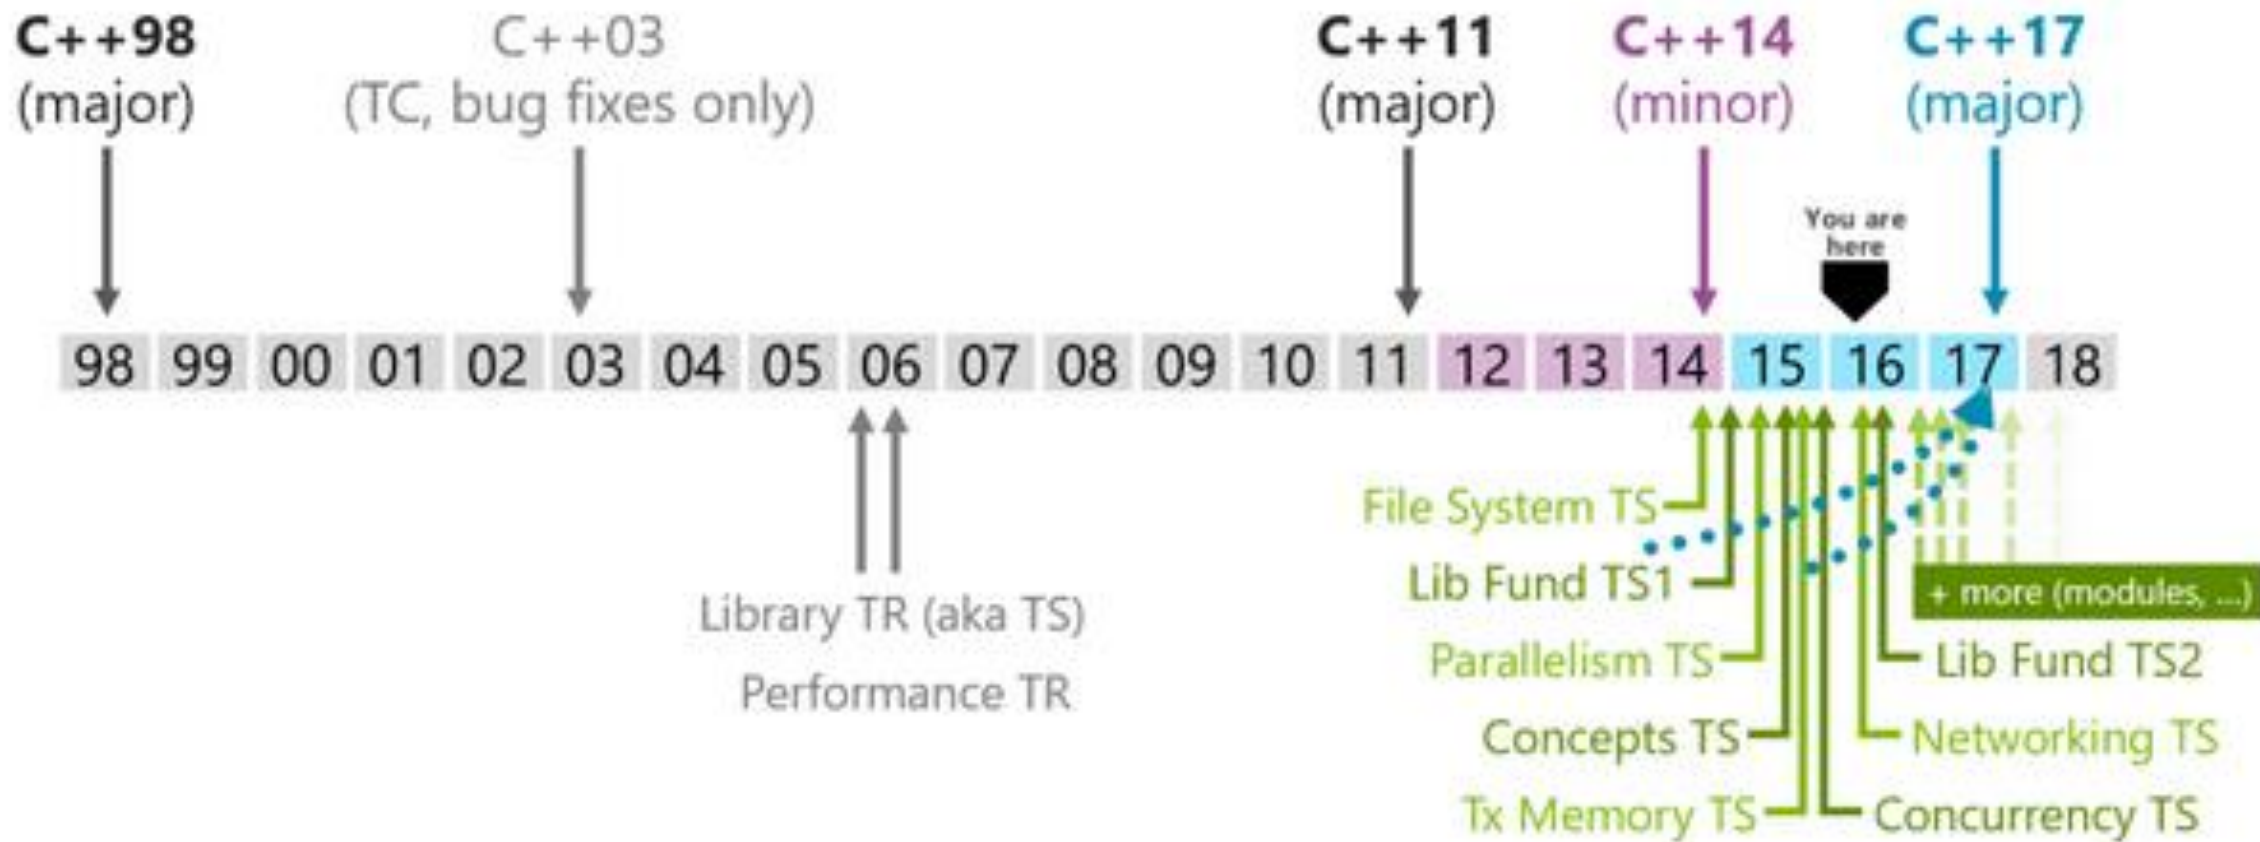 C++98
(major)
C++03
(TC, bug fixes only)
C++11
(major)
C++14
(minor)
C++17
(major)
You are
here
98 99 00 01 02 03 04 05 06 07 08 09 10 11 12 13 14 15 16 17 18
File System TS
Lib Fund TS1
+ more (modules, ...)
Library TR (aka TS)
Parallelism TS
Lib Fund TS2
Performance TR
Concepts TS
Networking TS
Tx Memory TS
Concurrency TS